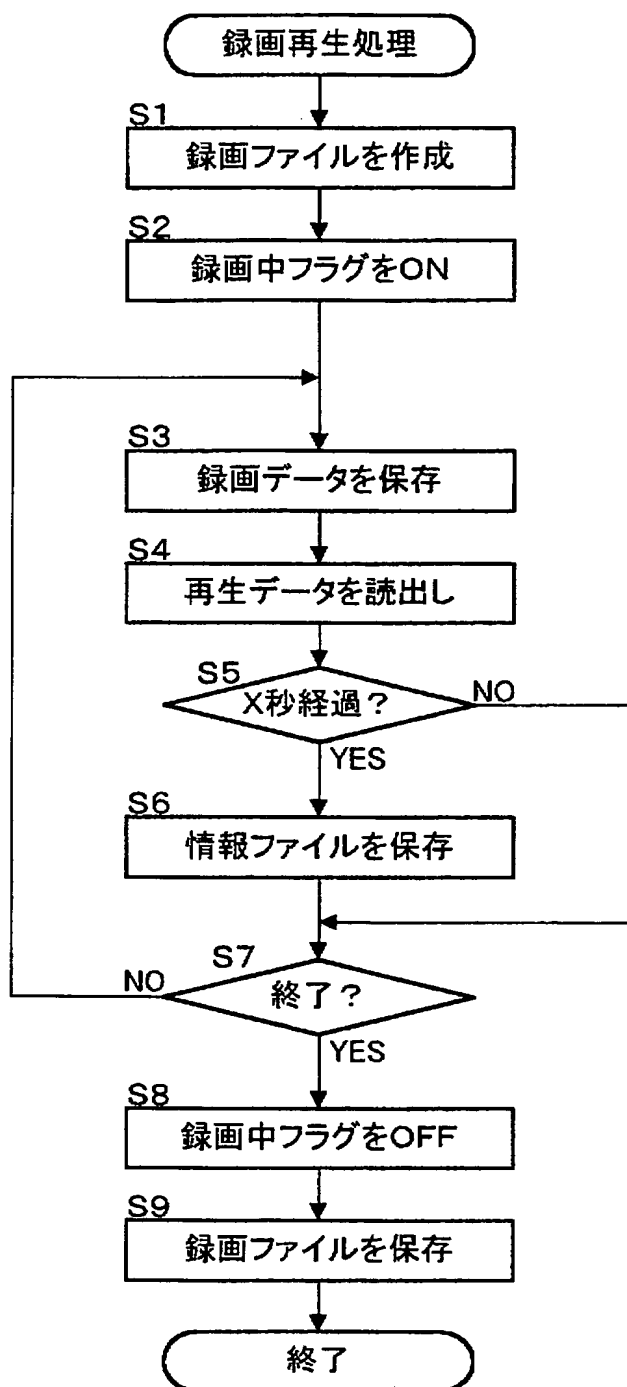 録画再生処理
S1
録画ファイルを作成
S2
録画中フラグをON
S3
録画データを保存
S4
再生データを読出し
S5
X秒経過?
NO
YES
S6
情報ファイルを保存
S7
NO
終了?
YES
S8
録画中フラグをOFF
S9
録画ファイルを保存
終了